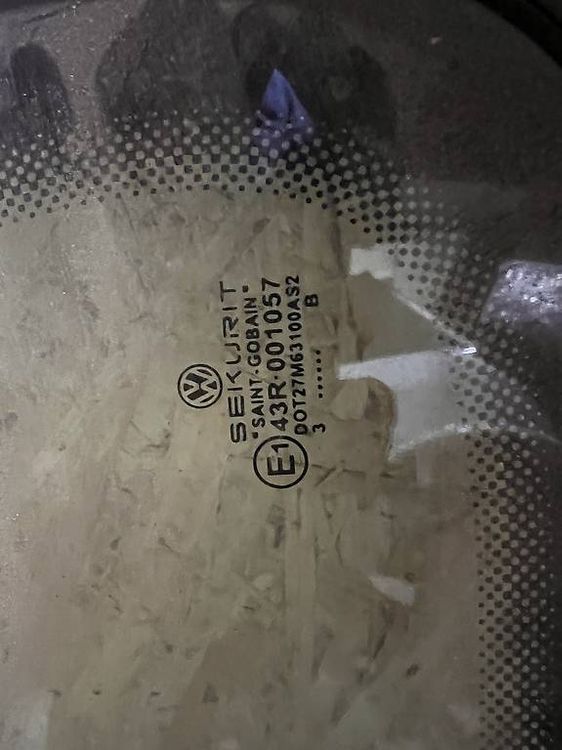 SEKURIT
"SAINT-GOBAIN"
E1 43R-001057
DOT27M63100AS2
3 ...... B